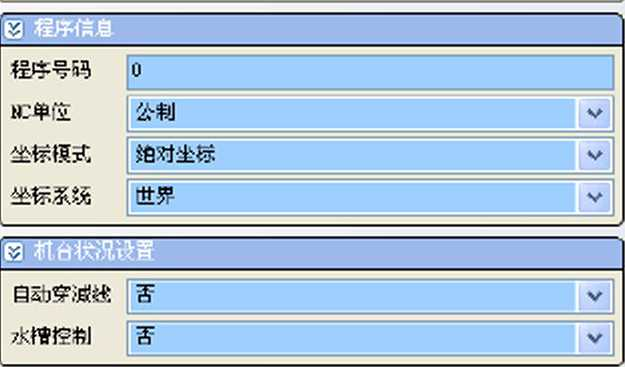 程序信息
程序号码 0
NC单位 公制
坐标模式 绝对坐标
坐标系统 世界
机台状况设置
自动穿减线 否
水槽控制 否